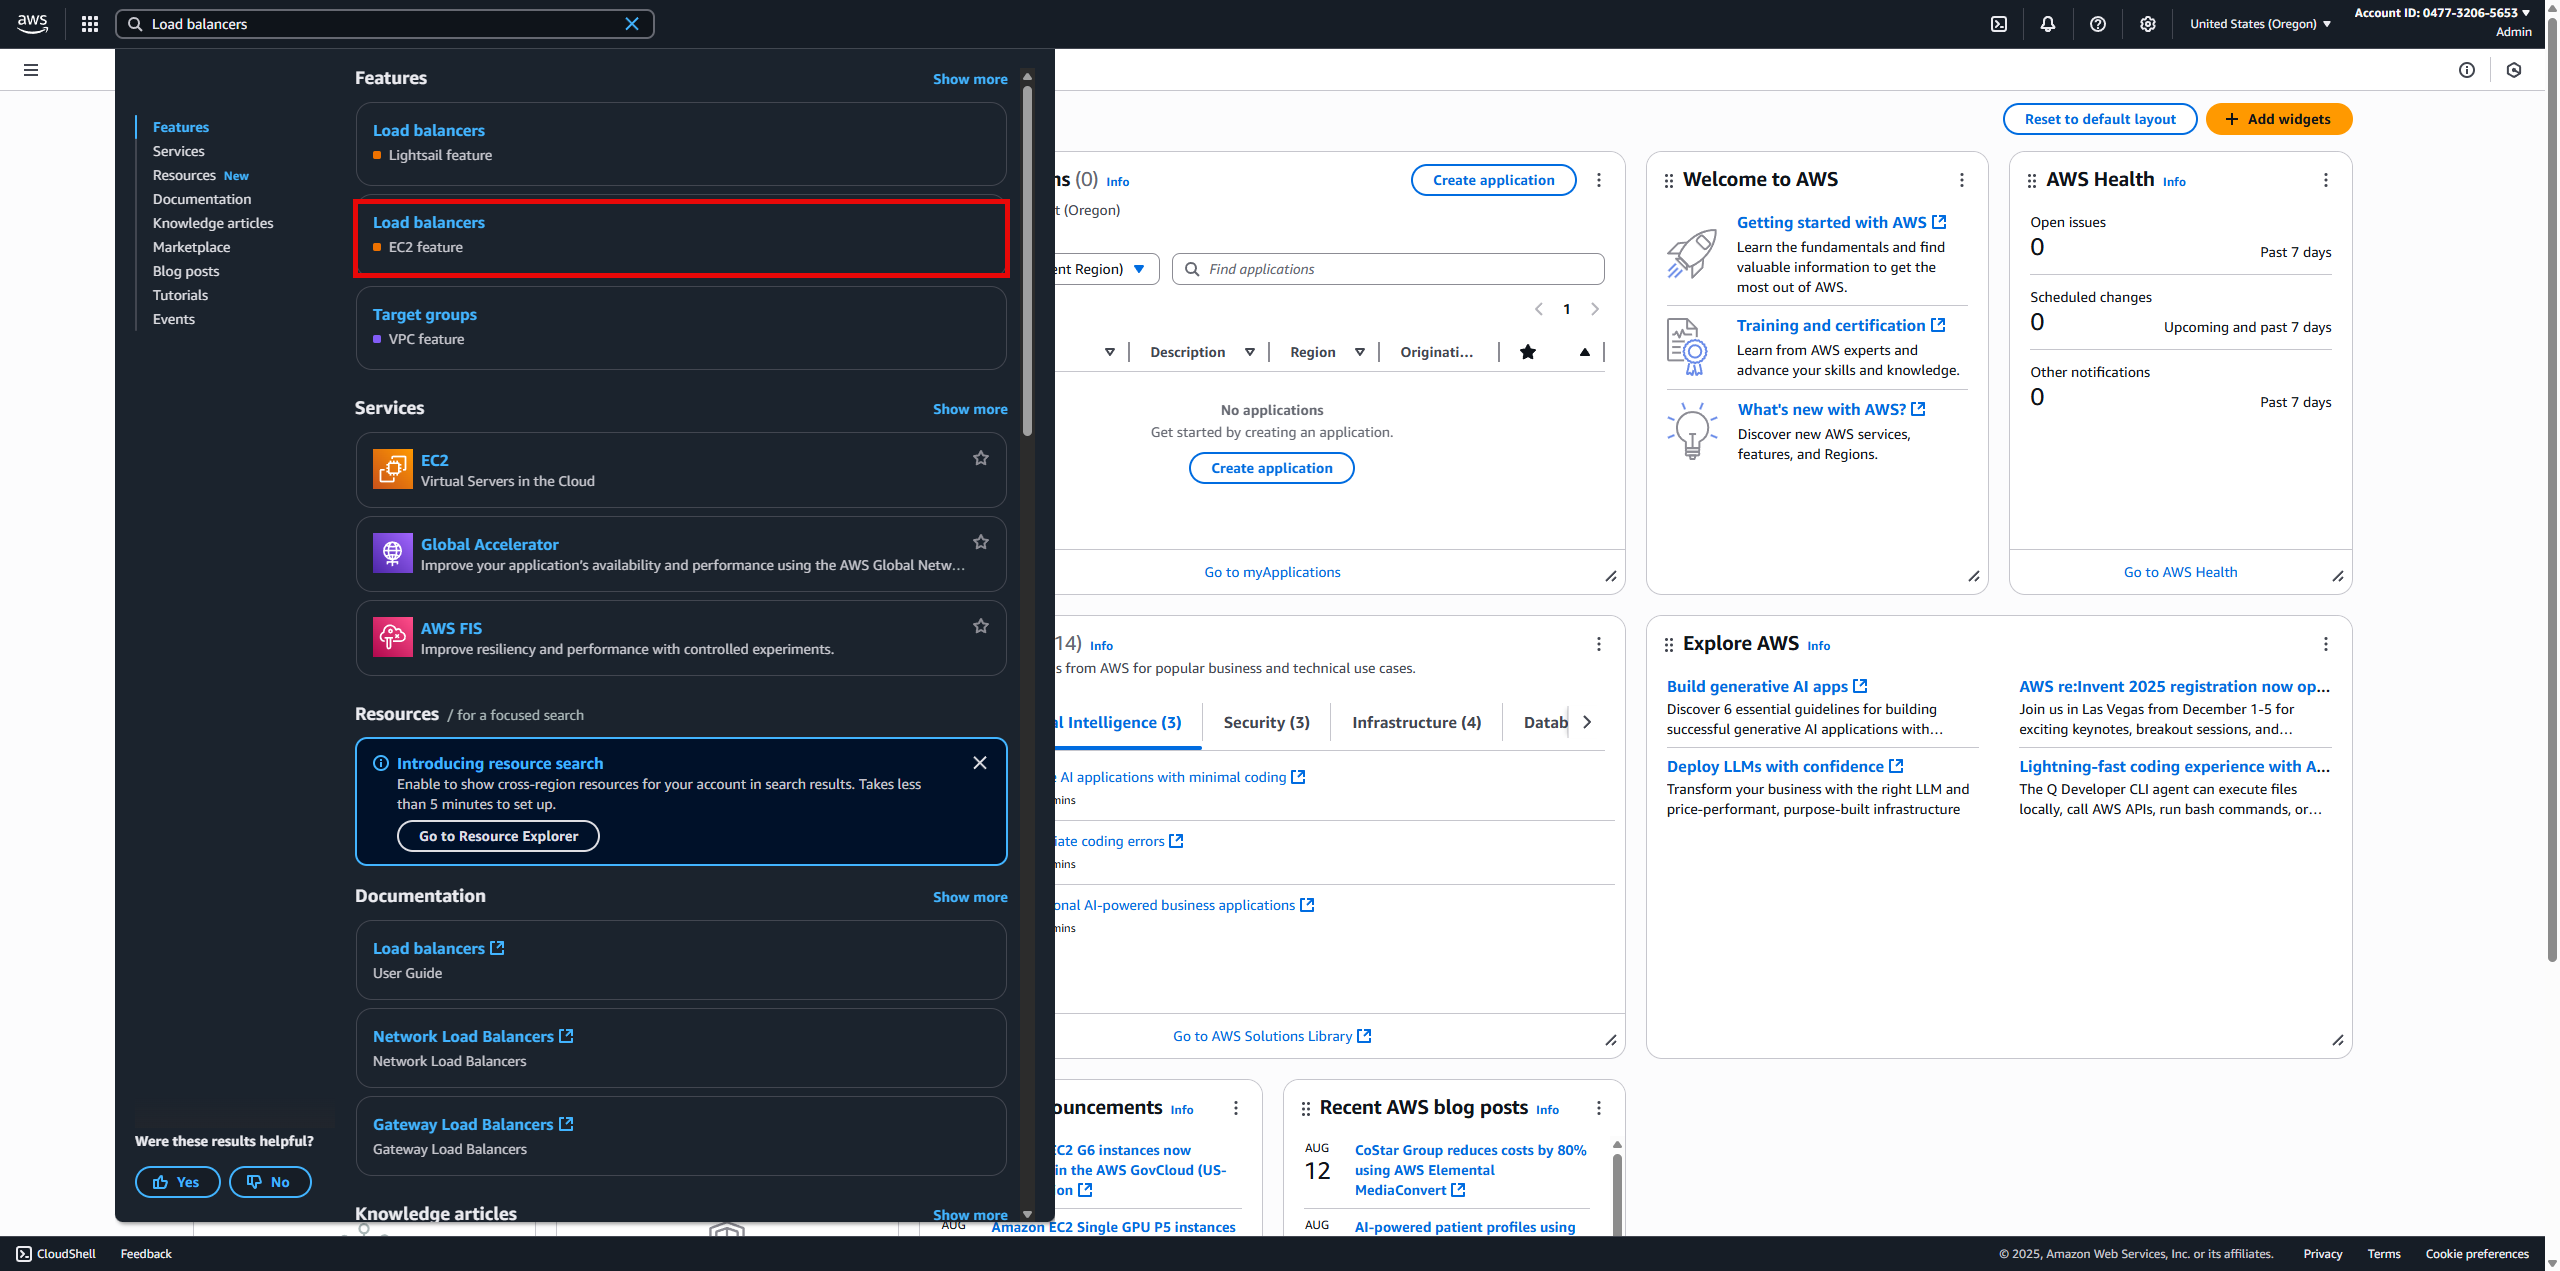 aws
Load balancers
United States (Oregon)
Account ID: 0477-3206-5653
Admin
Features
Services
Resources New
Documentation
Knowledge articles
Marketplace
Blog posts
Tutorials
Events
Features
Show more
Load balancers
Lightsail feature
Load balancers
EC2 feature
Target groups
VPC feature
Services
Show more
EC2
Virtual Servers in the Cloud
Global Accelerator
Improve your application's availability and performance using the AWS Global Netw...
AWS FIS
Improve resiliency and performance with controlled experiments.
Resources / for a focused search
Introducing resource search
Enable to show cross-region resources for your account in search results. Takes less
than 5 minutes to set up.
Go to Resource Explorer
Documentation
Show more
Load balancers
User Guide
Network Load Balancers
Network Load Balancers
Gateway Load Balancers
Gateway Load Balancers
Knowledge articles
Show more
Were these results helpful?
Yes
No
Reset to default layout
Add widgets
ns (0) Info
Create application
t (Oregon)
ent Region)
Find applications
1
Description
Region
Originati...
No applications
Get started by creating an application.
Create application
Go to myApplications
Welcome to AWS
Getting started with AWS
Learn the fundamentals and find
valuable information to get the
most out of AWS.
Training and certification
Learn from AWS experts and
advance your skills and knowledge.
What's new with AWS?
Discover new AWS services,
features, and Regions.
AWS Health Info
Open issues
0
Past 7 days
Scheduled changes
0
Upcoming and past 7 days
Other notifications
0
Past 7 days
Go to AWS Health
14) Info
s from AWS for popular business and technical use cases.
al Intelligence (3)
Security (3)
Infrastructure (4)
Datab
AI applications with minimal coding
mins
iate coding errors
mins
onal AI-powered business applications
mins
Go to AWS Solutions Library
Explore AWS Info
Build generative AI apps
Discover 6 essential guidelines for building
successful generative AI applications with...
AWS re:Invent 2025 registration now op...
Join us in Las Vegas from December 1-5 for
exciting keynotes, breakout sessions, and...
Deploy LLMs with confidence
Transform your business with the right LLM and
price-performant, purpose-built infrastructure
Lightning-fast coding experience with A...
The Q Developer CLI agent can execute files
locally, call AWS APIs, run bash commands, or...
ouncements Info
C2 G6 instances now
in the AWS GovCloud (US-
on
AUG
Amazon EC2 Single GPU P5 instances
Recent AWS blog posts Info
AUG
12
CoStar Group reduces costs by 80%
using AWS Elemental
MediaConvert
AUG
AI-powered patient profiles using
CloudShell
Feedback
© 2025, Amazon Web Services, Inc. or its affiliates.
Privacy
Terms
Cookie preferences